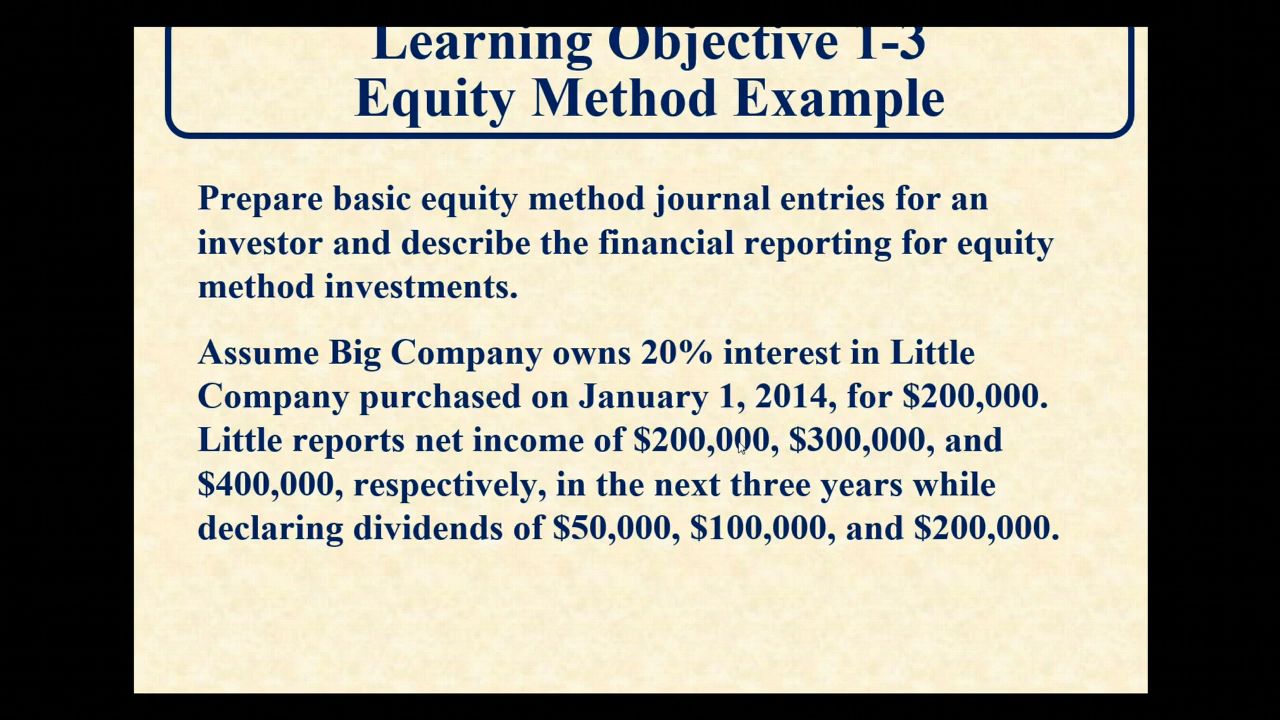 Learning Objective 1-3
Equity Method Example
Prepare basic equity method journal entries for an
investor and describe the financial reporting for equity
method investments.
Assume Big Company owns 20% interest in Little
Company purchased on January 1, 2014, for $200,000.
Little reports net income of $200,000, $300,000, and
$400,000, respectively, in the next three years while
declaring dividends of $50,000, $100,000, and $200,000.